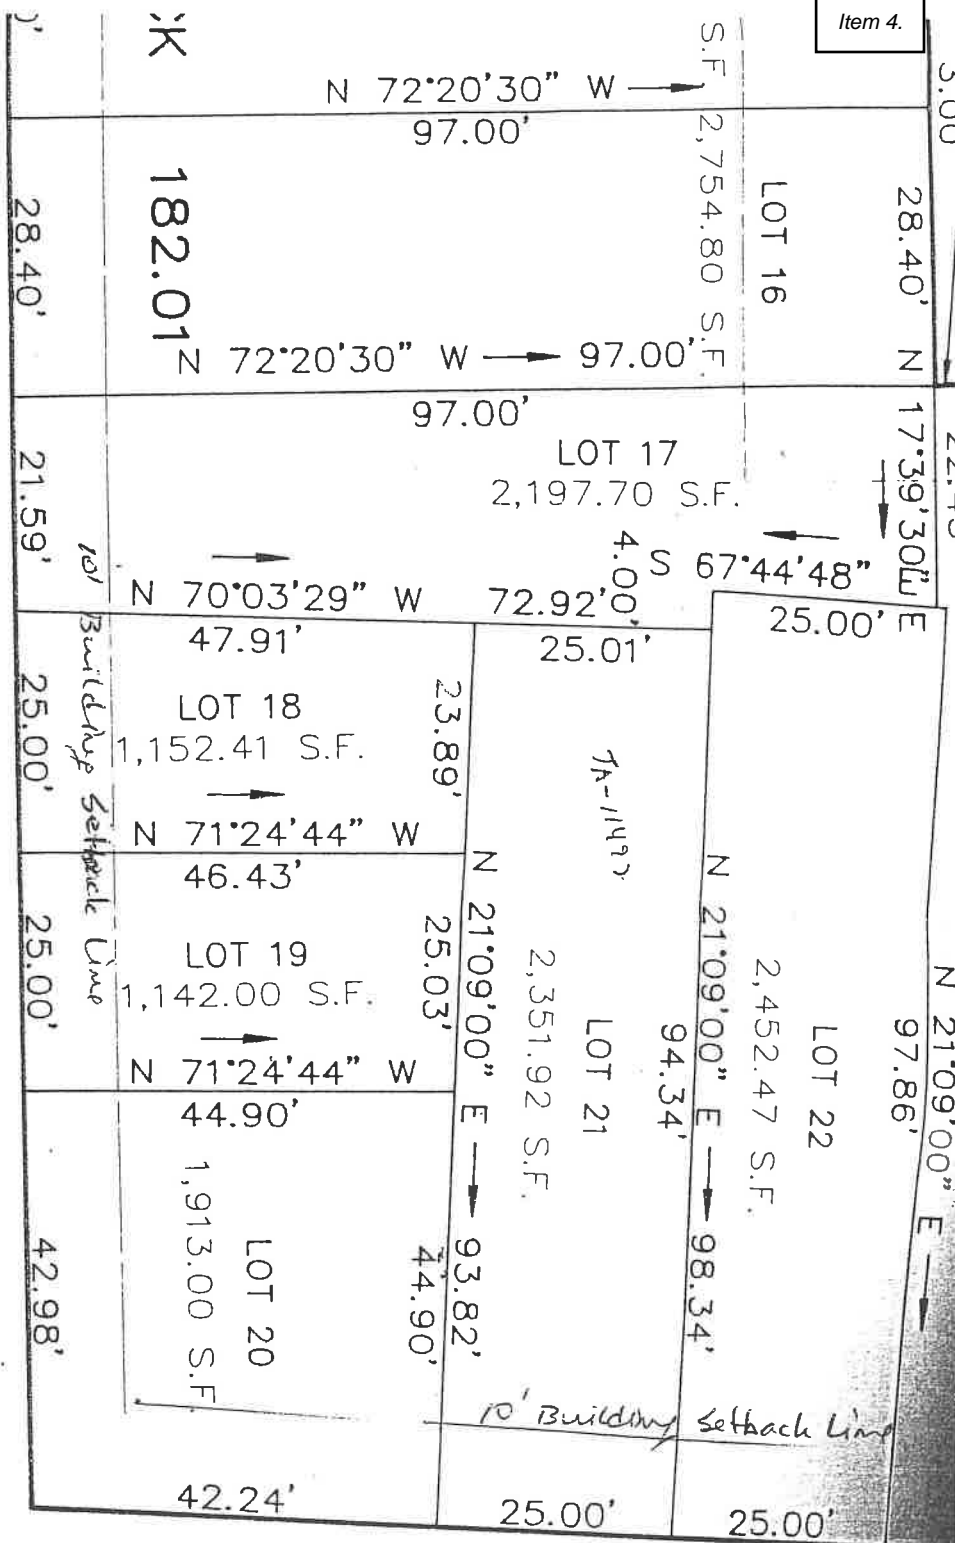 Item 4.
CK
S.F.
3.00
N 72°20'30" W
97.00'
182.01
28.40'
2,754.80 S.F.
LOT 16
28.40'
N 17°39'30" E
N 72°20'30" W 97.00'
97.00'
LOT 17
2,197.70 S.F.
21.59'
4.00'
S 67°44'48" E
25.00'
N 70°03'29" W 72.92'
47.91'
25.01'
LOT 18
1,152.41 S.F.
23.89'
25.00'
10' Building Setback Line
TA-11492
N 71°24'44" W
46.43'
LOT 19
1,142.00 S.F.
25.03'
25.00'
N 71°24'44" W
44.90'
N 21°09'00" E 93.82'
2,351.92 S.F.
LOT 21
94.34'
N 21°09'00" E 98.34'
2,452.47 S.F.
LOT 22
97.86'
N 21°09'00" E
1,913.00 S.F
LOT 20
44.90'
42.98'
10' Building Setback Line
42.24'
25.00'
25.00'